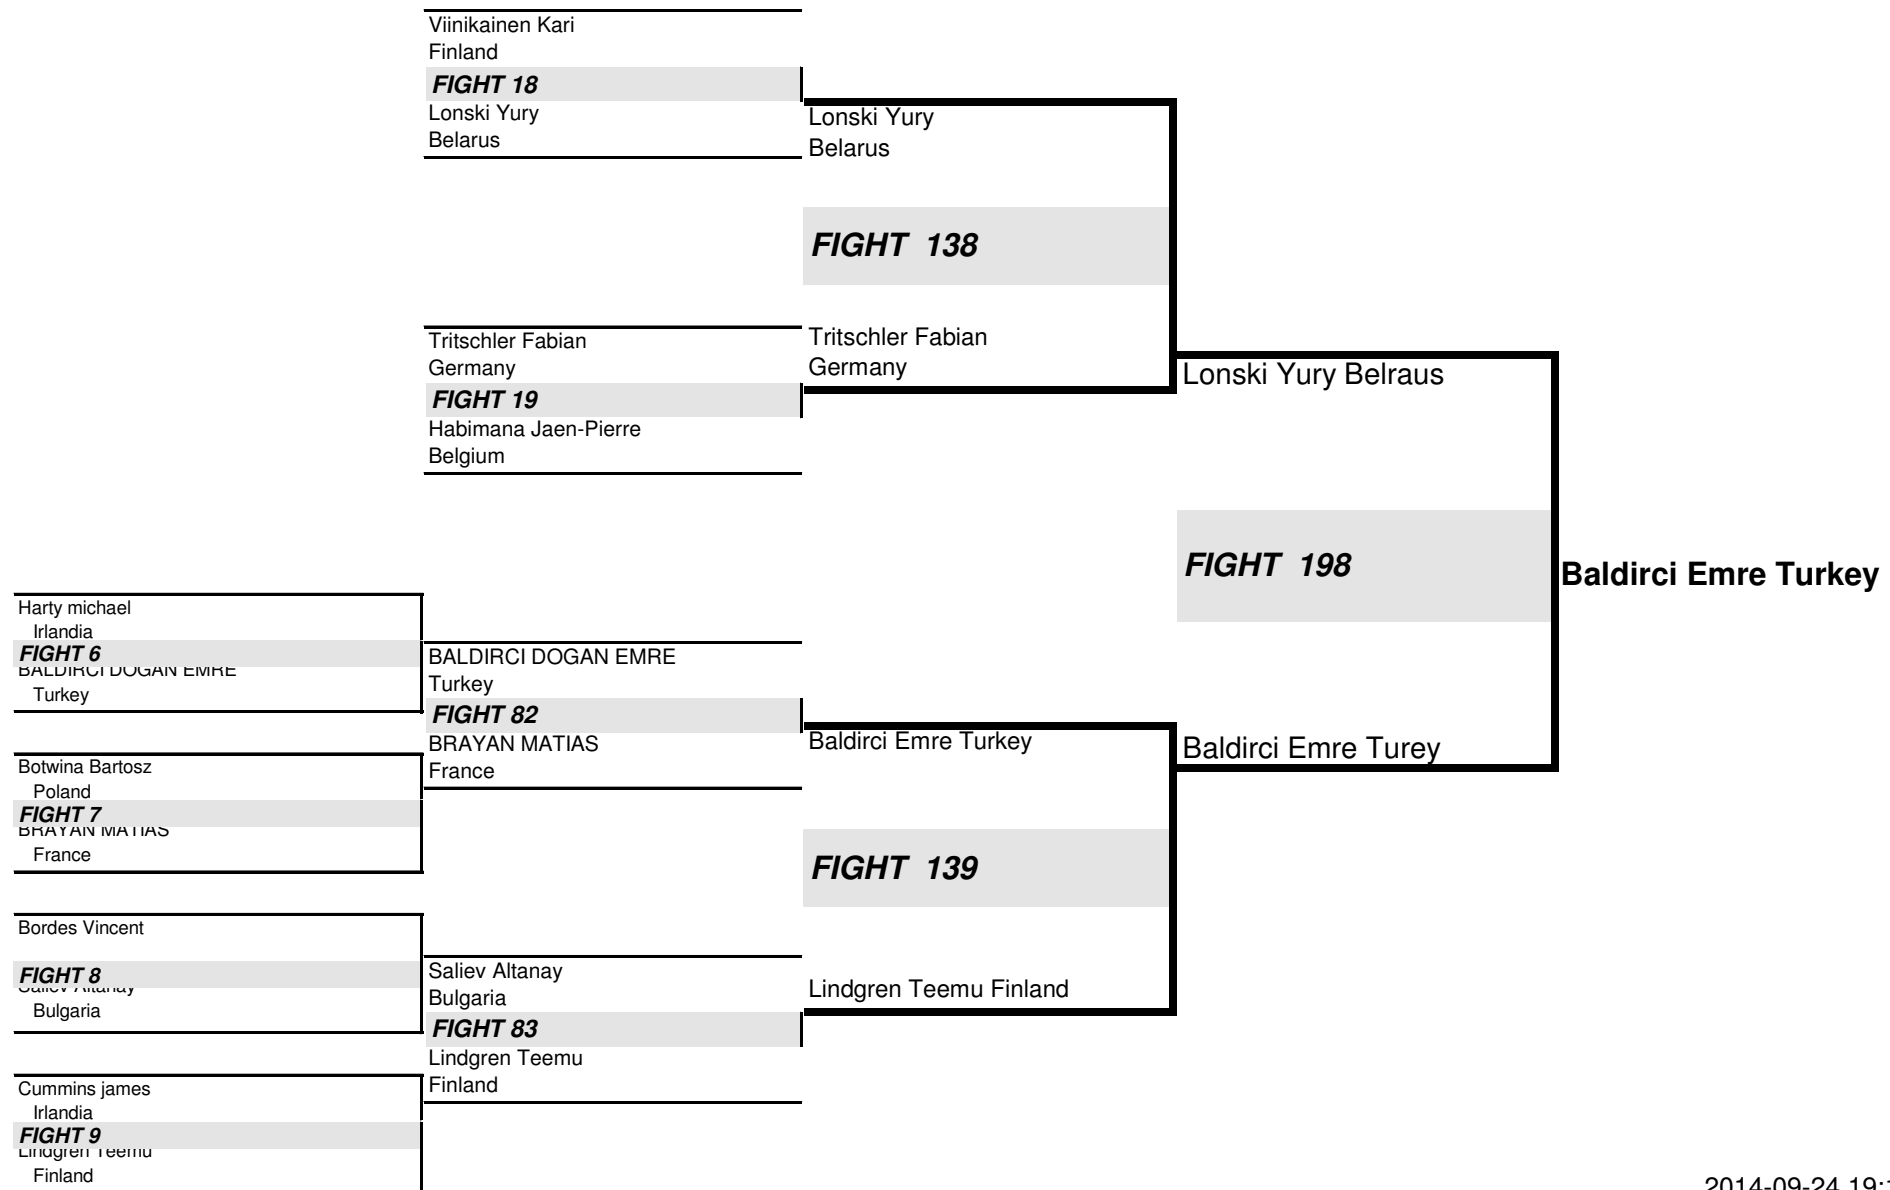 Viinikainen Kari
Finland
FIGHT 18
Lonski Yury
Belarus
Lonski Yury
Belarus
FIGHT 138
Tritschler Fabian
Germany
FIGHT 19
Habimana Jaen-Pierre
Belgium
Tritschler Fabian
Germany
Lonski Yury Belraus
FIGHT 198
Baldirci Emre Turkey
Harty michael
Irlandia
FIGHT 6
BALDIRCI DOGAN EMRE
Turkey
BALDIRCI DOGAN EMRE
Turkey
FIGHT 82
BRAYAN MATIAS
France
Baldirci Emre Turkey
Baldirci Emre Turey
Botwina Bartosz
Poland
FIGHT 7
BRAYAN MATIAS
France
FIGHT 139
Bordes Vincent
FIGHT 8
Saliev Altanay
Bulgaria
Saliev Altanay
Bulgaria
FIGHT 83
Lindgren Teemu
Finland
Lindgren Teemu Finland
Cummins james
Irlandia
FIGHT 9
Lindgren Teemu
Finland
2014-09-24 19: